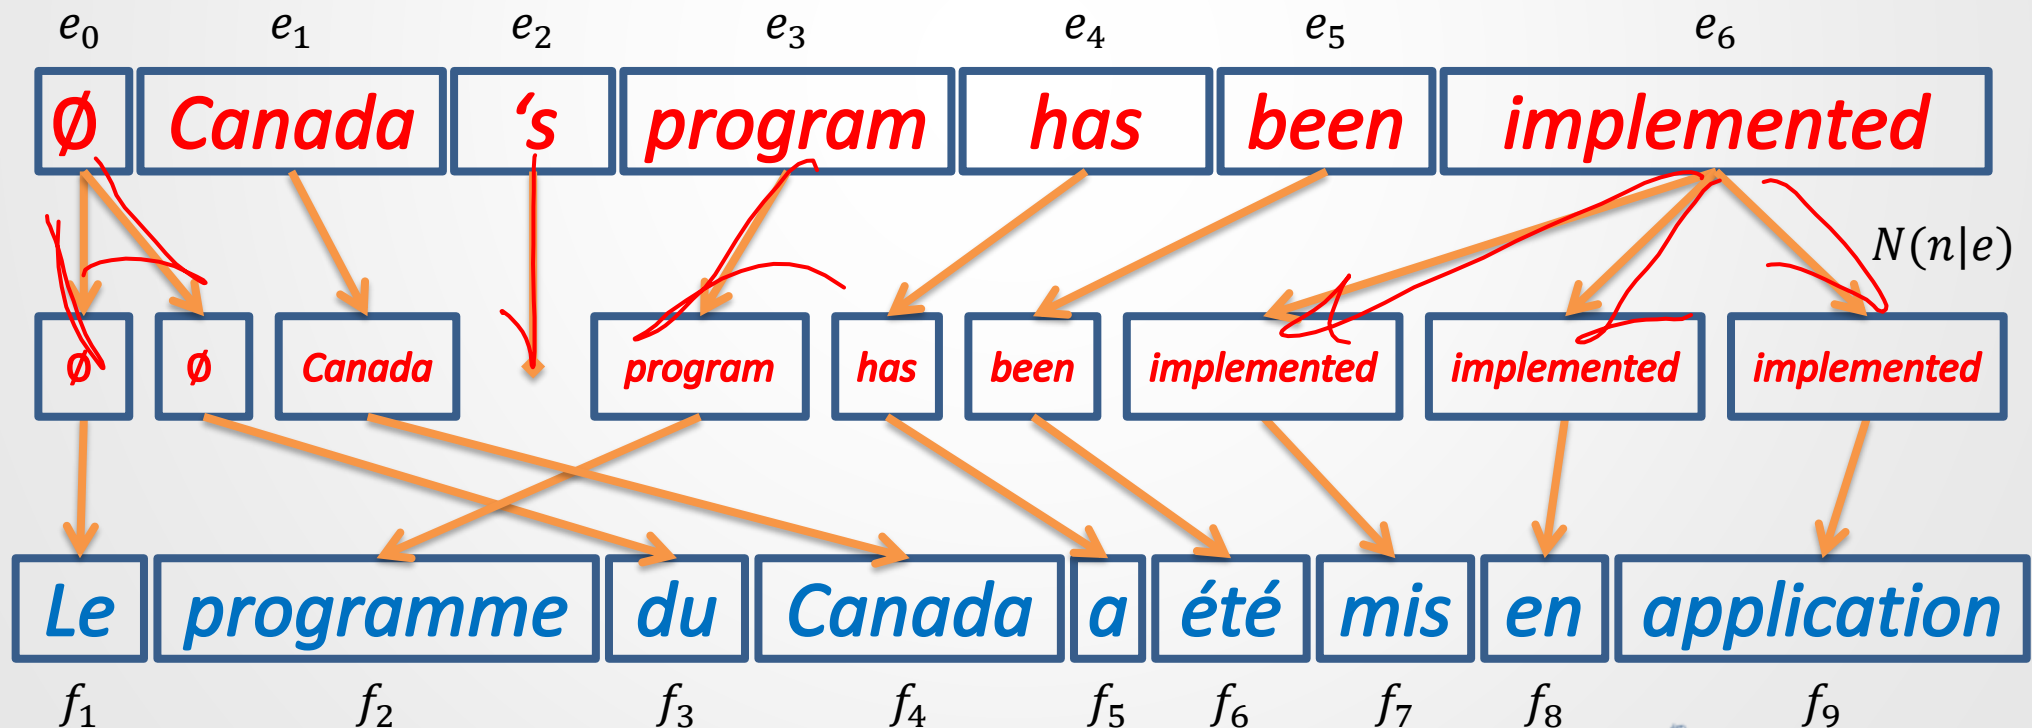 e₀ e₁ e₂ e₃ e₄ e₅ e₆
Ø Canada ‘s program has been implemented
N(n|e)
Ø Ø Canada program has been implemented implemented implemented
Le programme du Canada a été mis en application
f₁ f₂ f₃ f₄ f₅ f₆ f₇ f₈ f₉